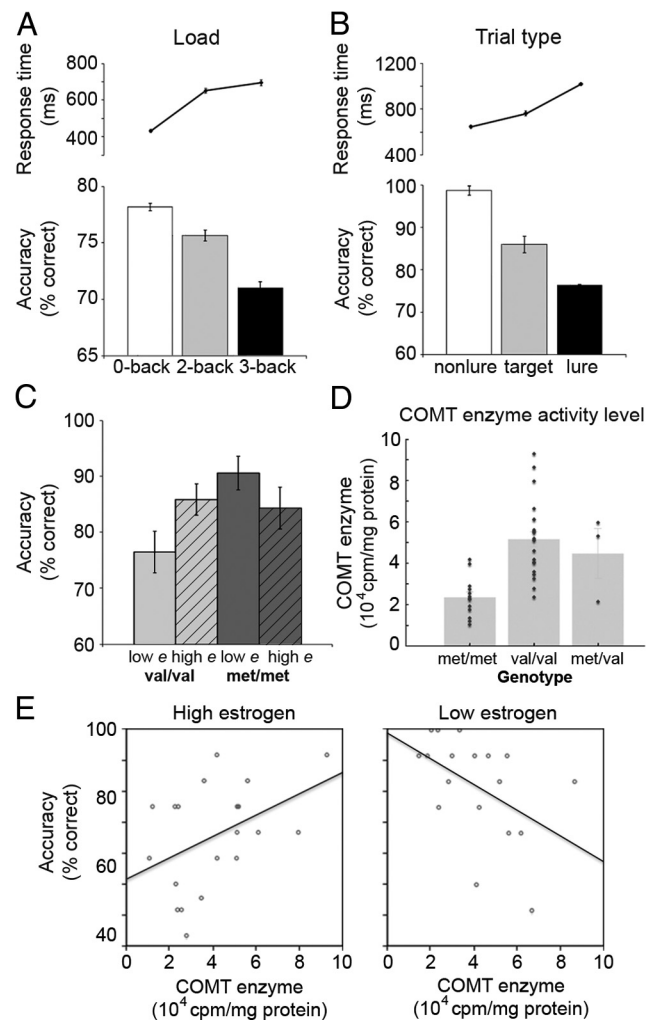 A
Load
Response time
(ms)
800
600
400
Accuracy
(% correct)
80
75
70
65
0-back 2-back 3-back
B
Trial type
Response time
(ms)
1200
800
400
Accuracy
(% correct)
100
90
80
70
60
nonlure target lure
C
Accuracy
(% correct)
100
90
80
70
60
low e high e low e high e
val/val met/met
D
COMT enzyme activity level
COMT enzyme
(10⁴cpm/mg protein)
10
8
6
4
2
0
met/met val/val met/val
Genotype
E
High estrogen
Accuracy
(% correct)
100
80
60
40
0 2 4 6 8 10
COMT enzyme
(10⁴cpm/mg protein)
Low estrogen
0 2 4 6 8 10
COMT enzyme
(10⁴cpm/mg protein)